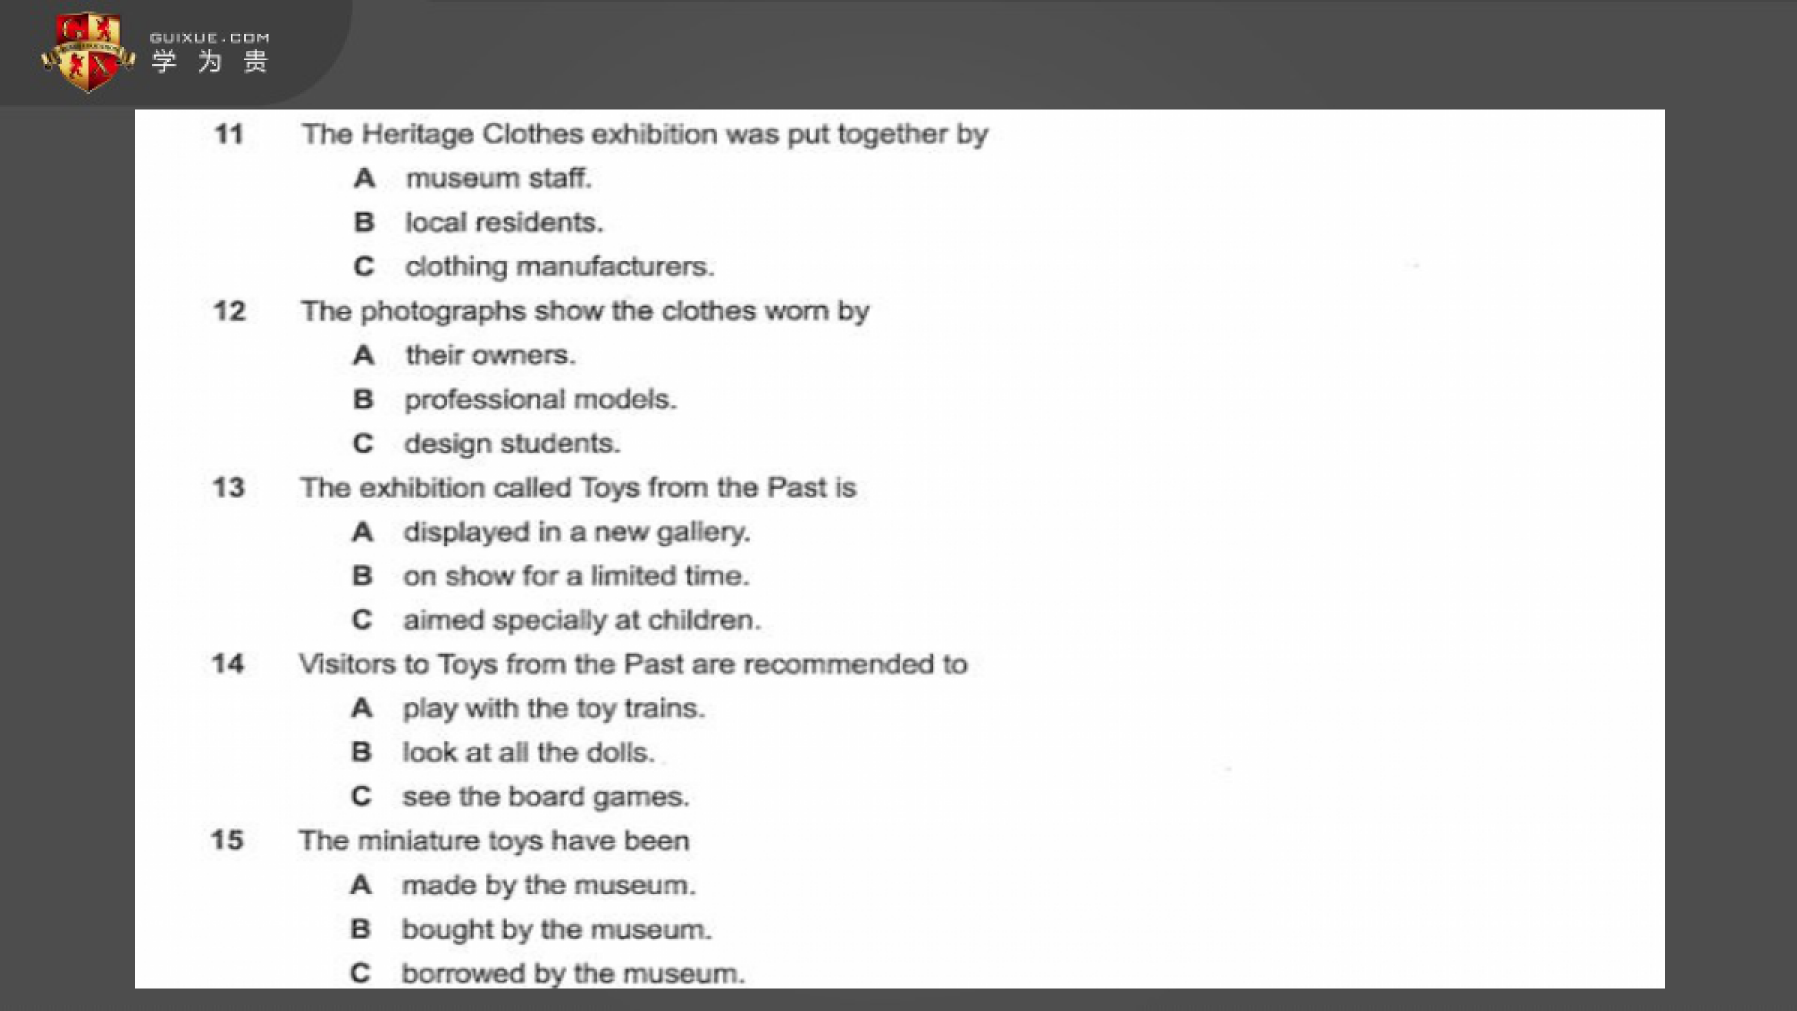 GUIXUE.COM
学为贵
11 The Heritage Clothes exhibition was put together by
A museum staff.
B local residents.
C clothing manufacturers.
12 The photographs show the clothes worn by
A their owners.
B professional models.
C design students.
13 The exhibition called Toys from the Past is
A displayed in a new gallery.
B on show for a limited time.
C aimed specially at children.
14 Visitors to Toys from the Past are recommended to
A play with the toy trains.
B look at all the dolls.
C see the board games.
15 The miniature toys have been
A made by the museum.
B bought by the museum.
C borrowed by the museum.